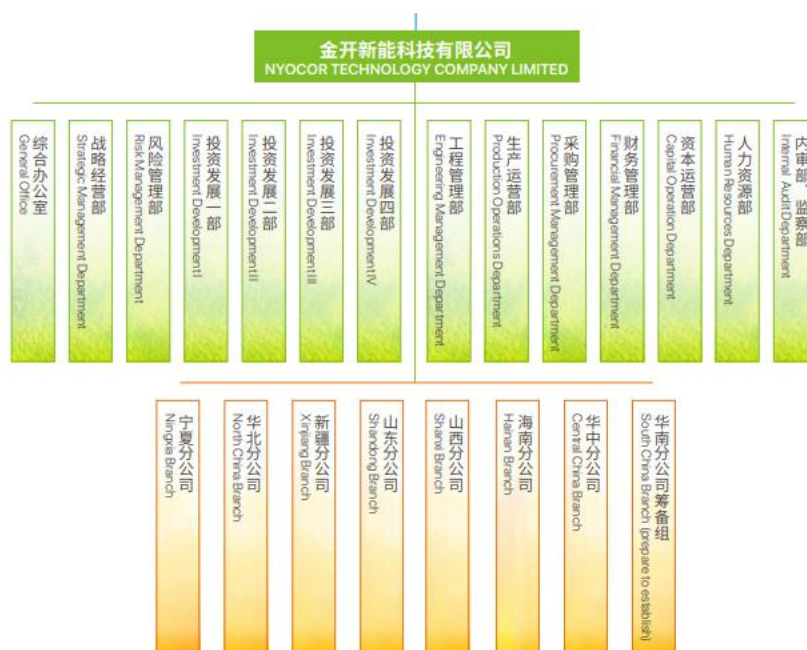 金开新能科技有限公司
NYOCOR TECHNOLOGY COMPANY LIMITED
综合办公室
General Office
战略经营部
Strategic Management Department
风险管理部
Risk Management Department
投资发展一部
Investment Development I
投资发展二部
Investment Development II
投资发展三部
Investment Development III
投资发展四部
Investment Development IV
工程管理部
Engineering Management Department
生产运营部
Production Operations Department
采购管理部
Procurement Management Department
财务管理部
Financial Management Department
资本运营部
Capital Operation Department
人力资源部
Human Resources Department
内审部 监察部
Internal Audit Department
宁夏分公司
Ningxia Branch
华北分公司
North China Branch
新疆分公司
Xinjiang Branch
山东分公司
Shandong Branch
山西分公司
Shanxi Branch
海南分公司
Hainan Branch
华中分公司
Central China Branch
华南分公司筹备组
South China Branch (prepare to establish)